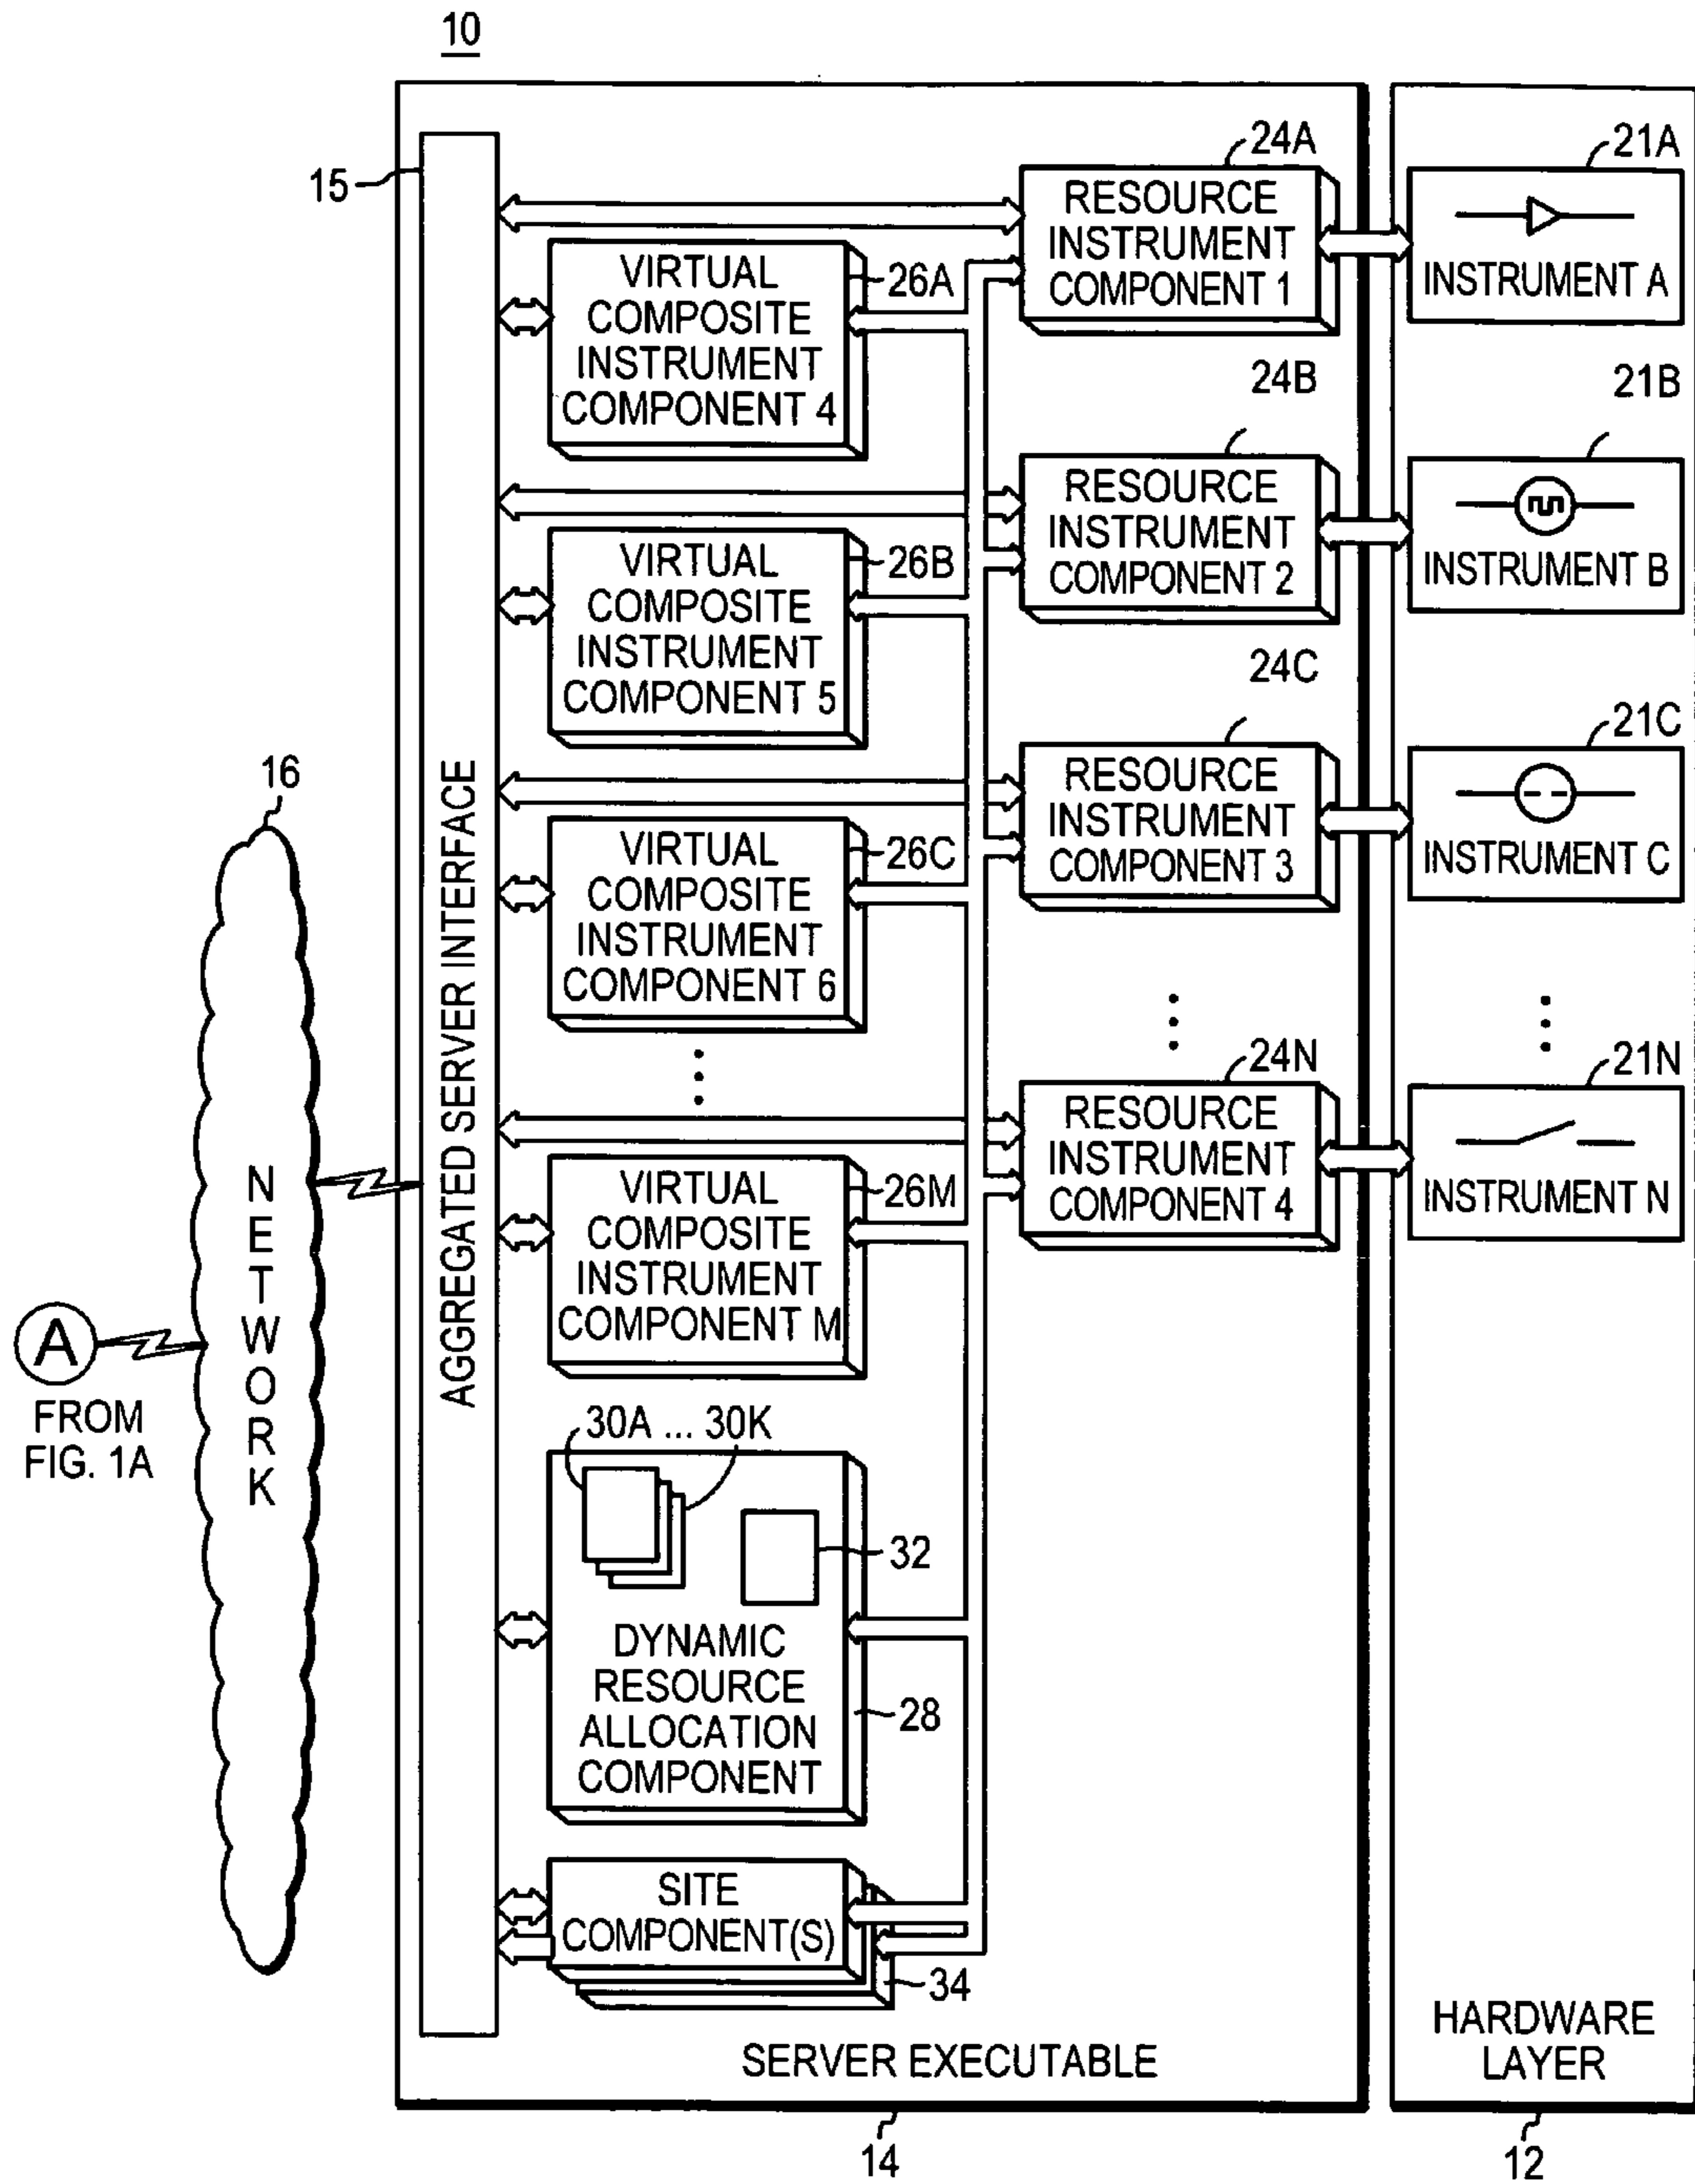 10
15
24A
21A
RESOURCE
INSTRUMENT
COMPONENT 1
INSTRUMENT A
VIRTUAL
COMPOSITE
INSTRUMENT
COMPONENT 4
26A
24B
21B
RESOURCE
INSTRUMENT
COMPONENT 2
INSTRUMENT B
VIRTUAL
COMPOSITE
INSTRUMENT
COMPONENT 5
26B
24C
21C
RESOURCE
INSTRUMENT
COMPONENT 3
INSTRUMENT C
16
AGGREGATED SERVER INTERFACE
VIRTUAL
COMPOSITE
INSTRUMENT
COMPONENT 6
26C
24N
21N
RESOURCE
INSTRUMENT
COMPONENT 4
INSTRUMENT N
NETWORK
VIRTUAL
COMPOSITE
INSTRUMENT
COMPONENT M
26M
A
FROM
FIG. 1A
30A ... 30K
32
DYNAMIC
RESOURCE
ALLOCATION
COMPONENT
28
SITE
COMPONENT(S)
34
SERVER EXECUTABLE
HARDWARE
LAYER
14
12